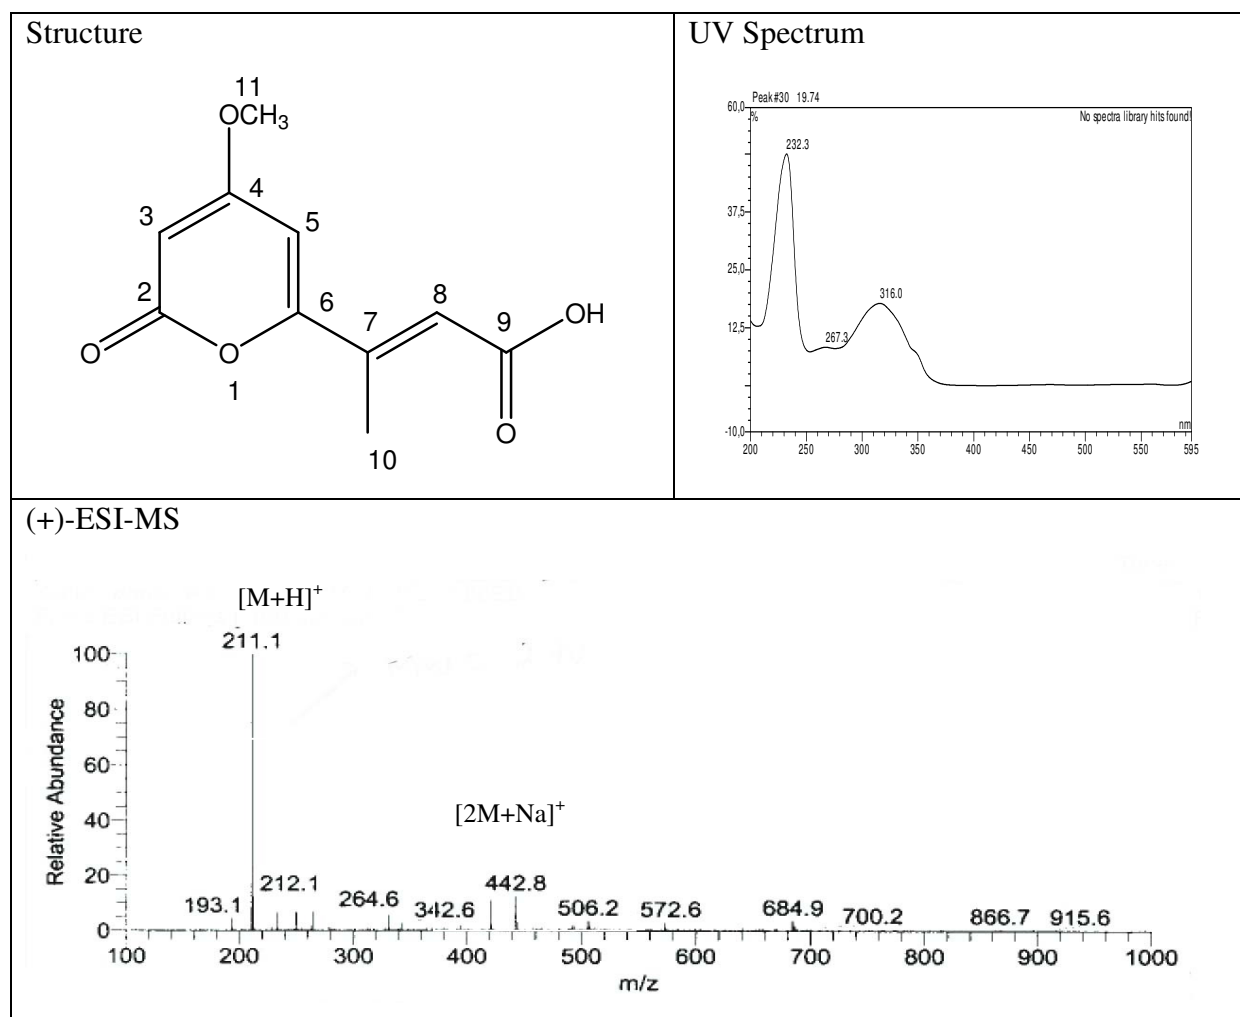 Structure
11
OCH3
4
3
5
2
6
8
7
9
OH
O
O
1
O
10
UV Spectrum
Peak #30 19.74
60,0
%
No spectra library hits found!
232.3
37,5
25,0
316.0
12,5
267.3
-10,0
nm
200 250 300 350 400 450 500 550 595
(+)-ESI-MS
[M+H]+
211.1
100
80
60
40
20
0
Relative Abundance
[2M+Na]+
193.1
212.1
264.6
342.6
442.8
506.2
572.6
684.9
700.2
866.7
915.6
100 200 300 400 500 600 700 800 900 1000
m/z